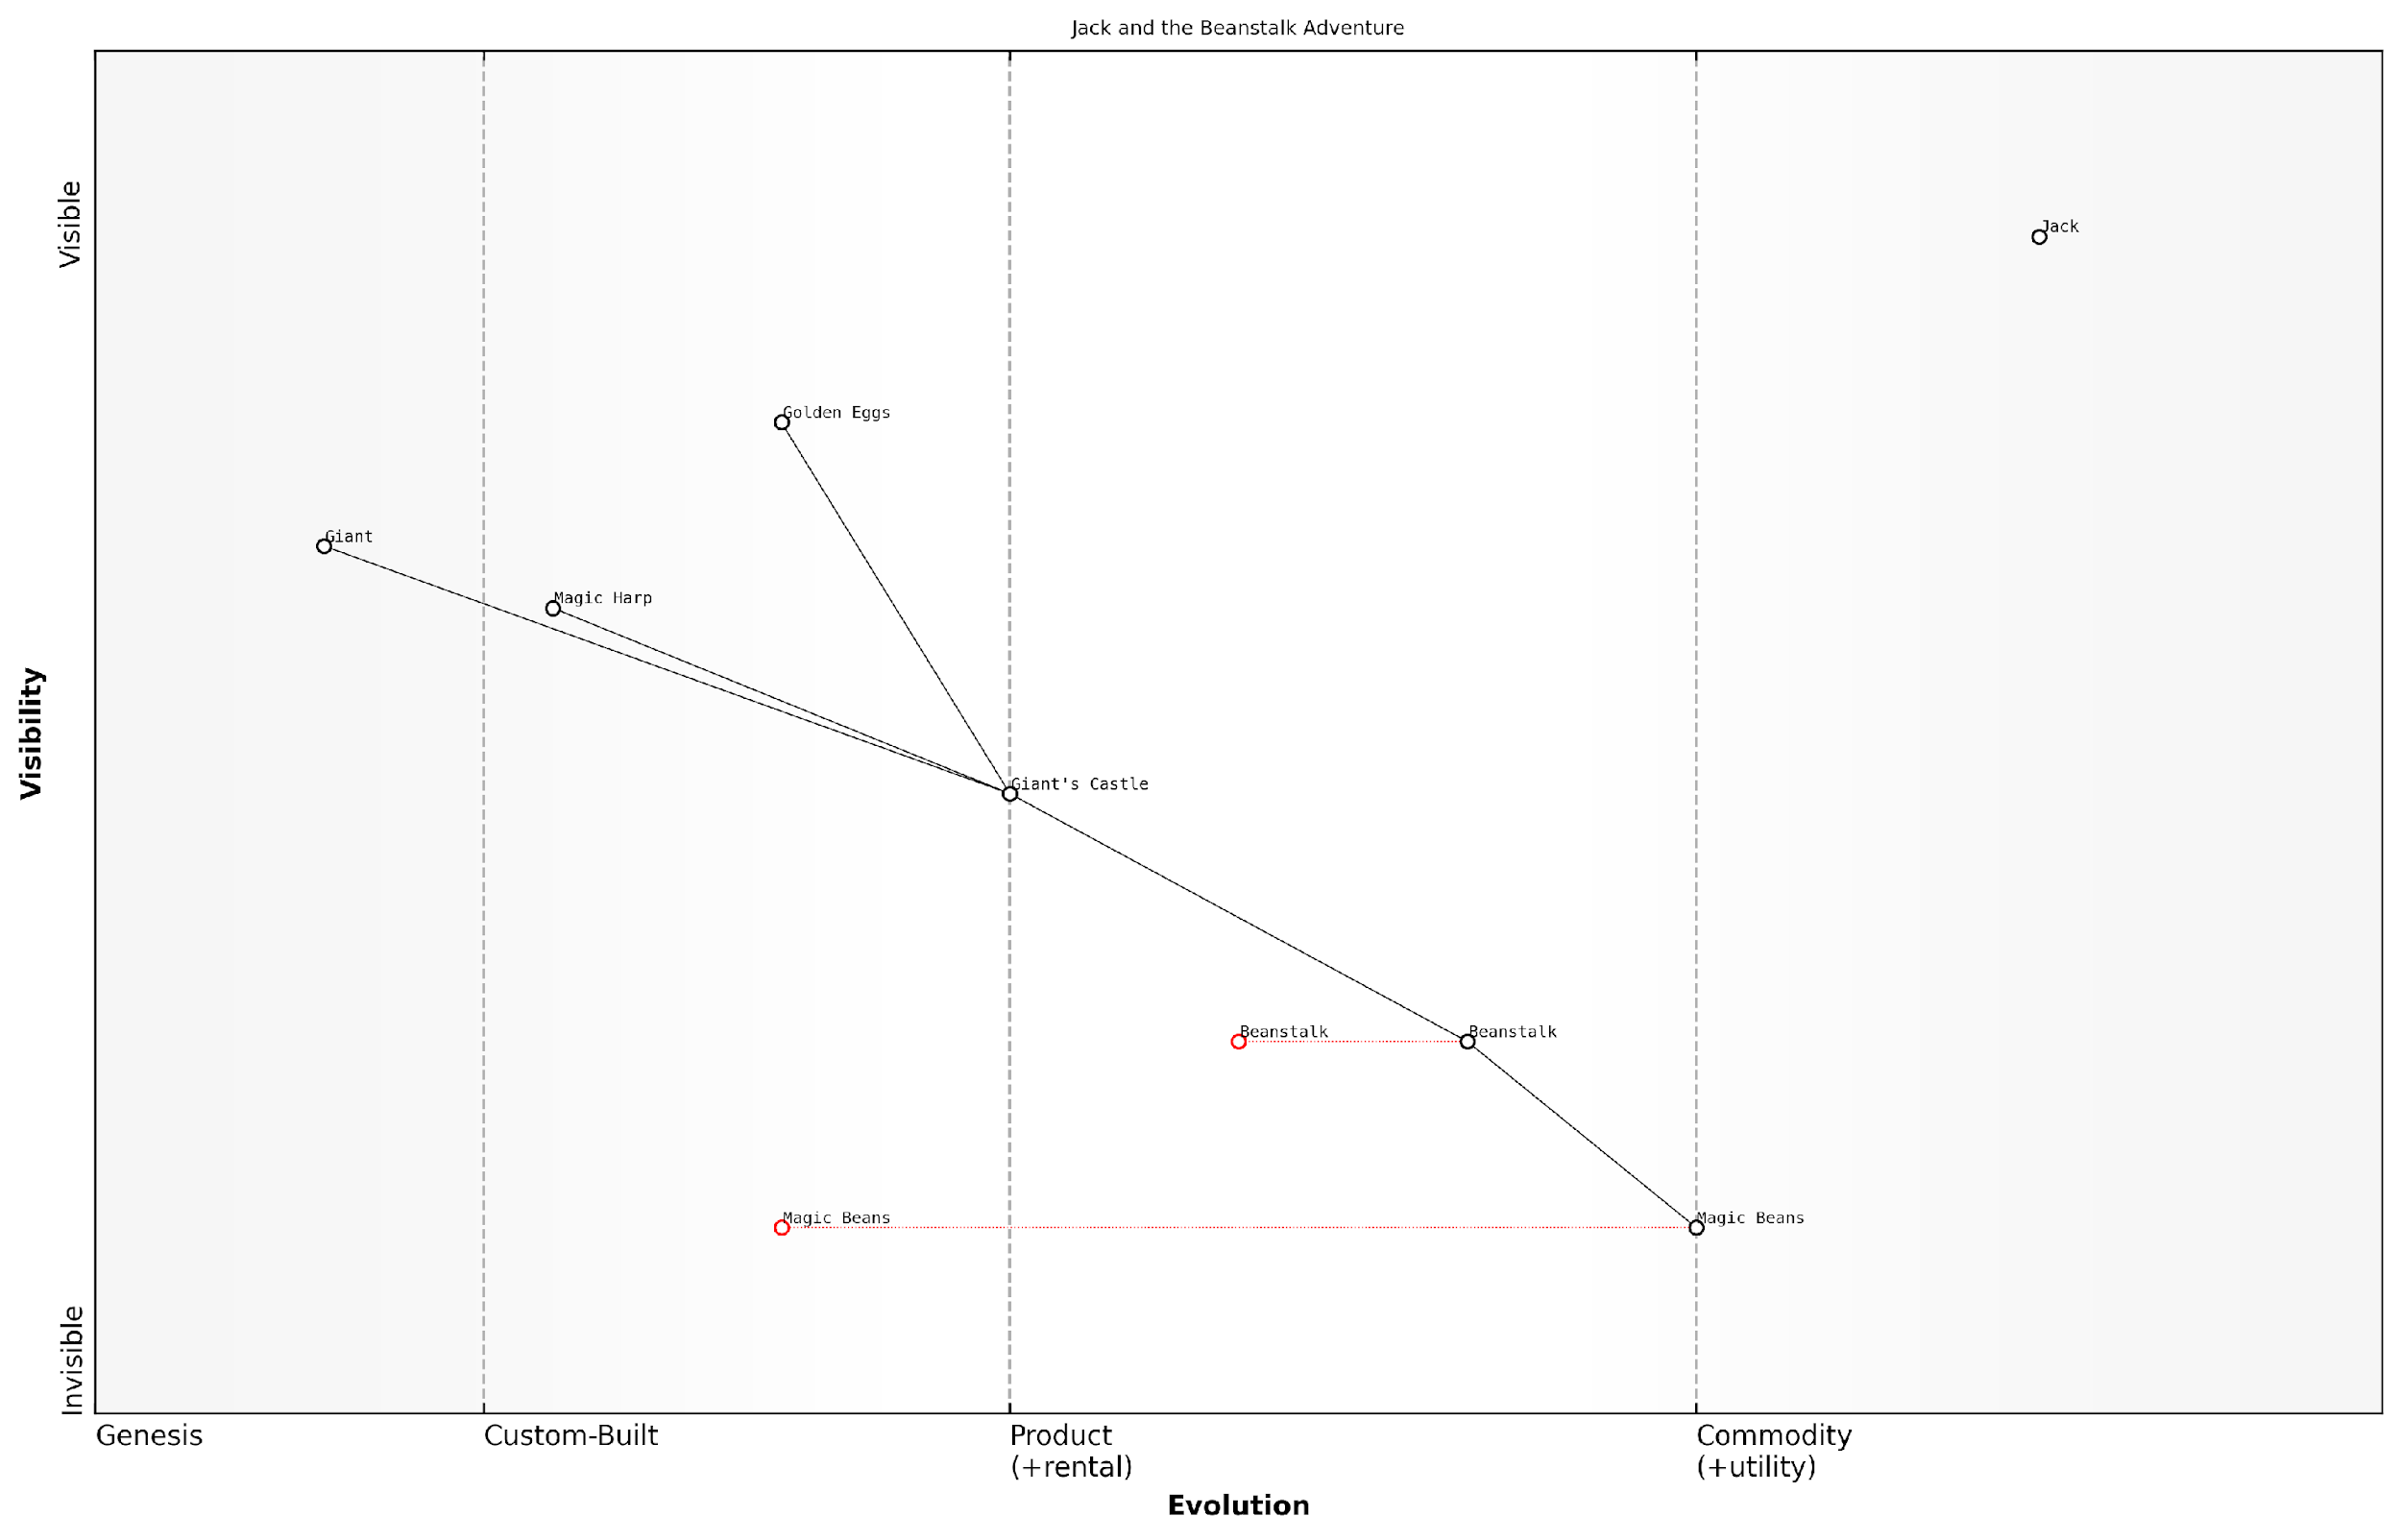 Jack and the Beanstalk Adventure
Visible
Jack
Golden Eggs
Giant
Magic Harp
Visibility
Giant's Castle
Beanstalk
Beanstalk
Magic Beans
Magic Beans
Invisible
Genesis
Custom-Built
Product
(+rental)
Commodity
(+utility)
Evolution